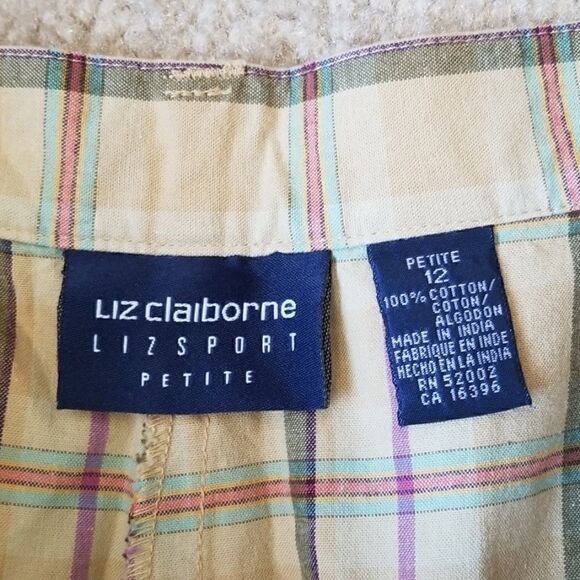 LIZ claiborne
LIZSPORT
PETITE
PETITE
12
100% COTTON/
COTON/
ALGODON
MADE IN INDIA
FABRIQUE EN INDE
HECHO EN LA INDIA
RN 52002
CA 16396